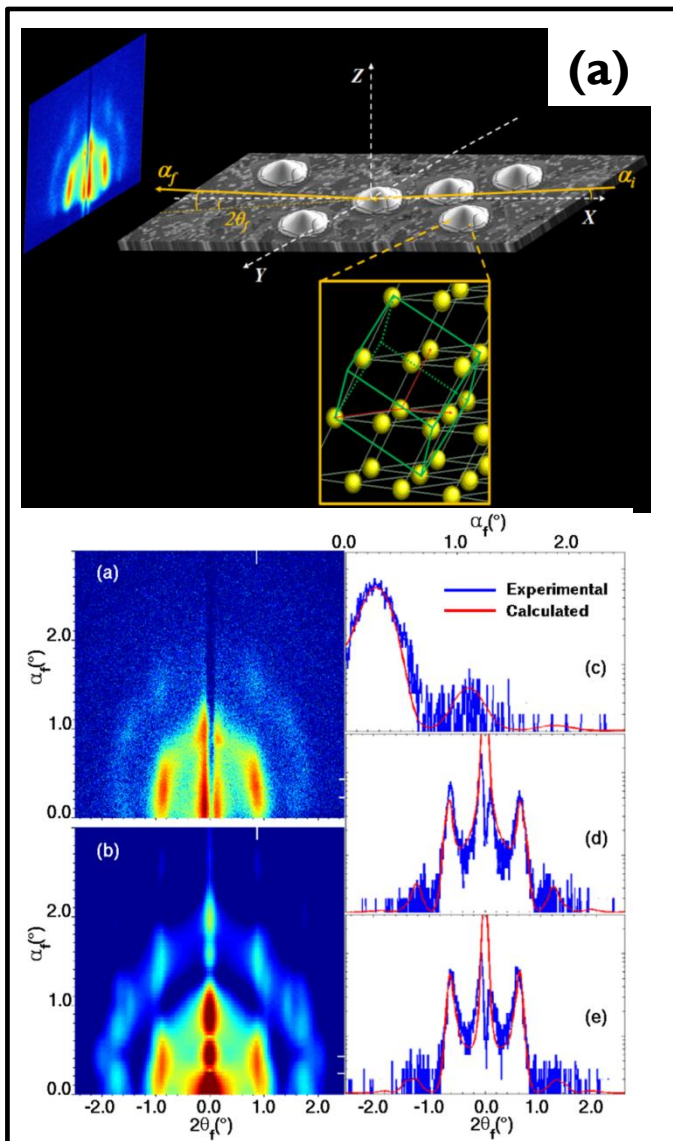 (a)
Z
α_f
α_i
2θ_f
X
Y
α_f(°)
0.0 1.0 2.0
(a)
Experimental
Calculated
(c)
2.0
1.0
0.0
α_f(°)
(d)
(b)
2.0
1.0
0.0
α_f(°)
(e)
-2.0 -1.0 0.0 1.0 2.0
2θ_f(°)
-2.0 -1.0 0.0 1.0 2.0
2θ_f(°)